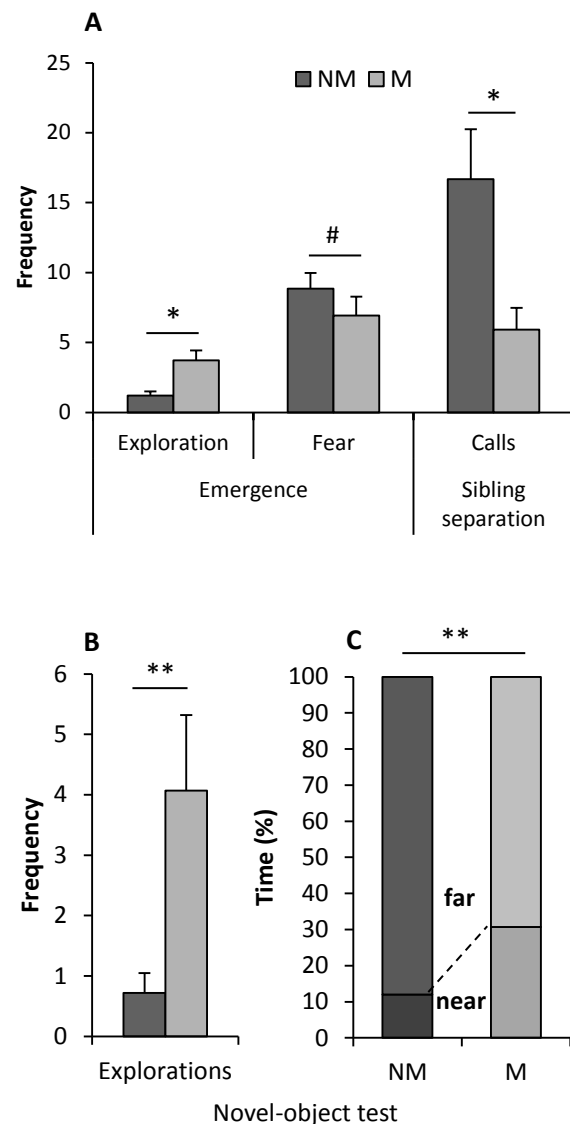 A
25
20
15
10
5
0
Frequency
NM M
*
#
*
Exploration Fear Calls
Emergence Sibling
separation
B
6
5
4
3
2
1
0
Frequency
**
Explorations
C
**
100
90
80
70
60
50
40
30
20
10
0
Time (%)
far
near
NM M
Novel-object test